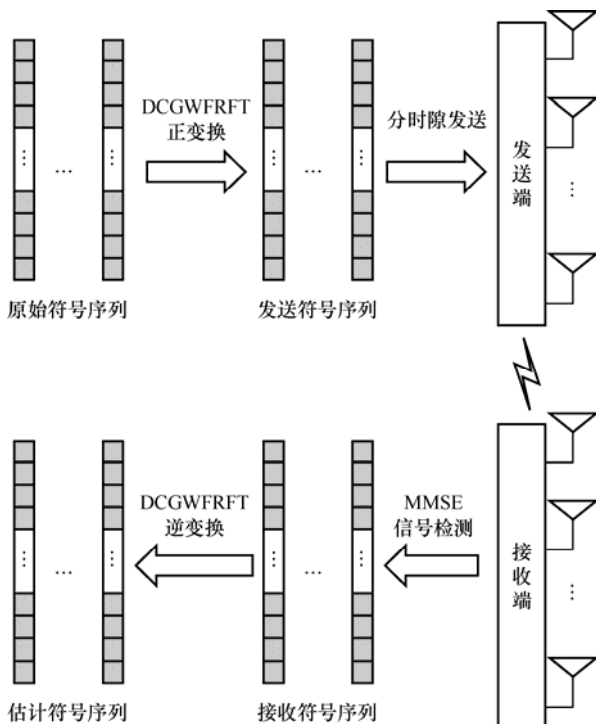 DCGWFRFT
正变换
分时隙发送
发送端
⋮
…
⋮
⋮
…
⋮
⋮
原始符号序列
发送符号序列
DCGWFRFT
逆变换
MMSE
信号检测
接收端
⋮
…
⋮
⋮
…
⋮
⋮
估计符号序列
接收符号序列